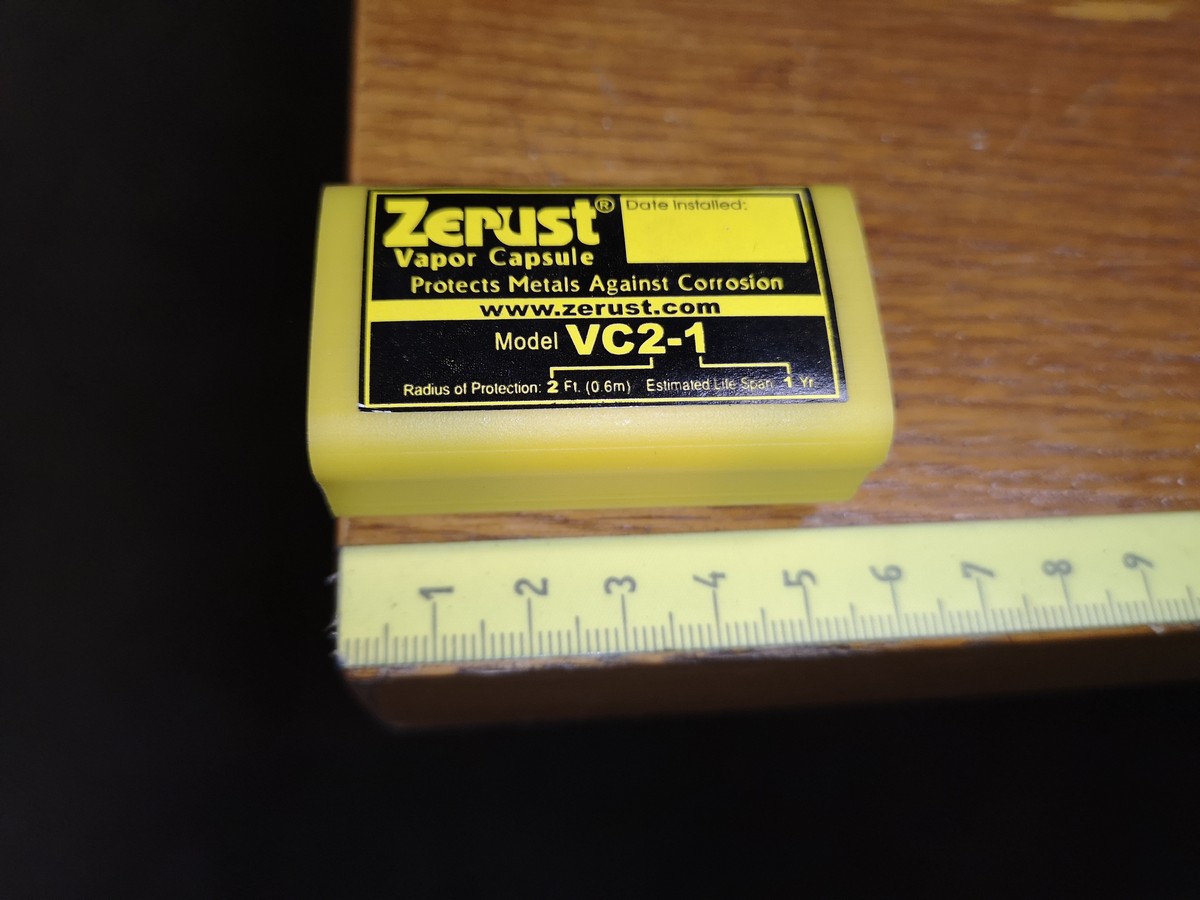 Zerust®
Date Installed:
Vapor Capsule
Protects Metals Against Corrosion
www.zerust.com
Model VC2-1
Radius of Protection: 2 Ft. (0.6m) Estimated Life Span 1 Yr.
1 2 3 4 5 6 7 8 9